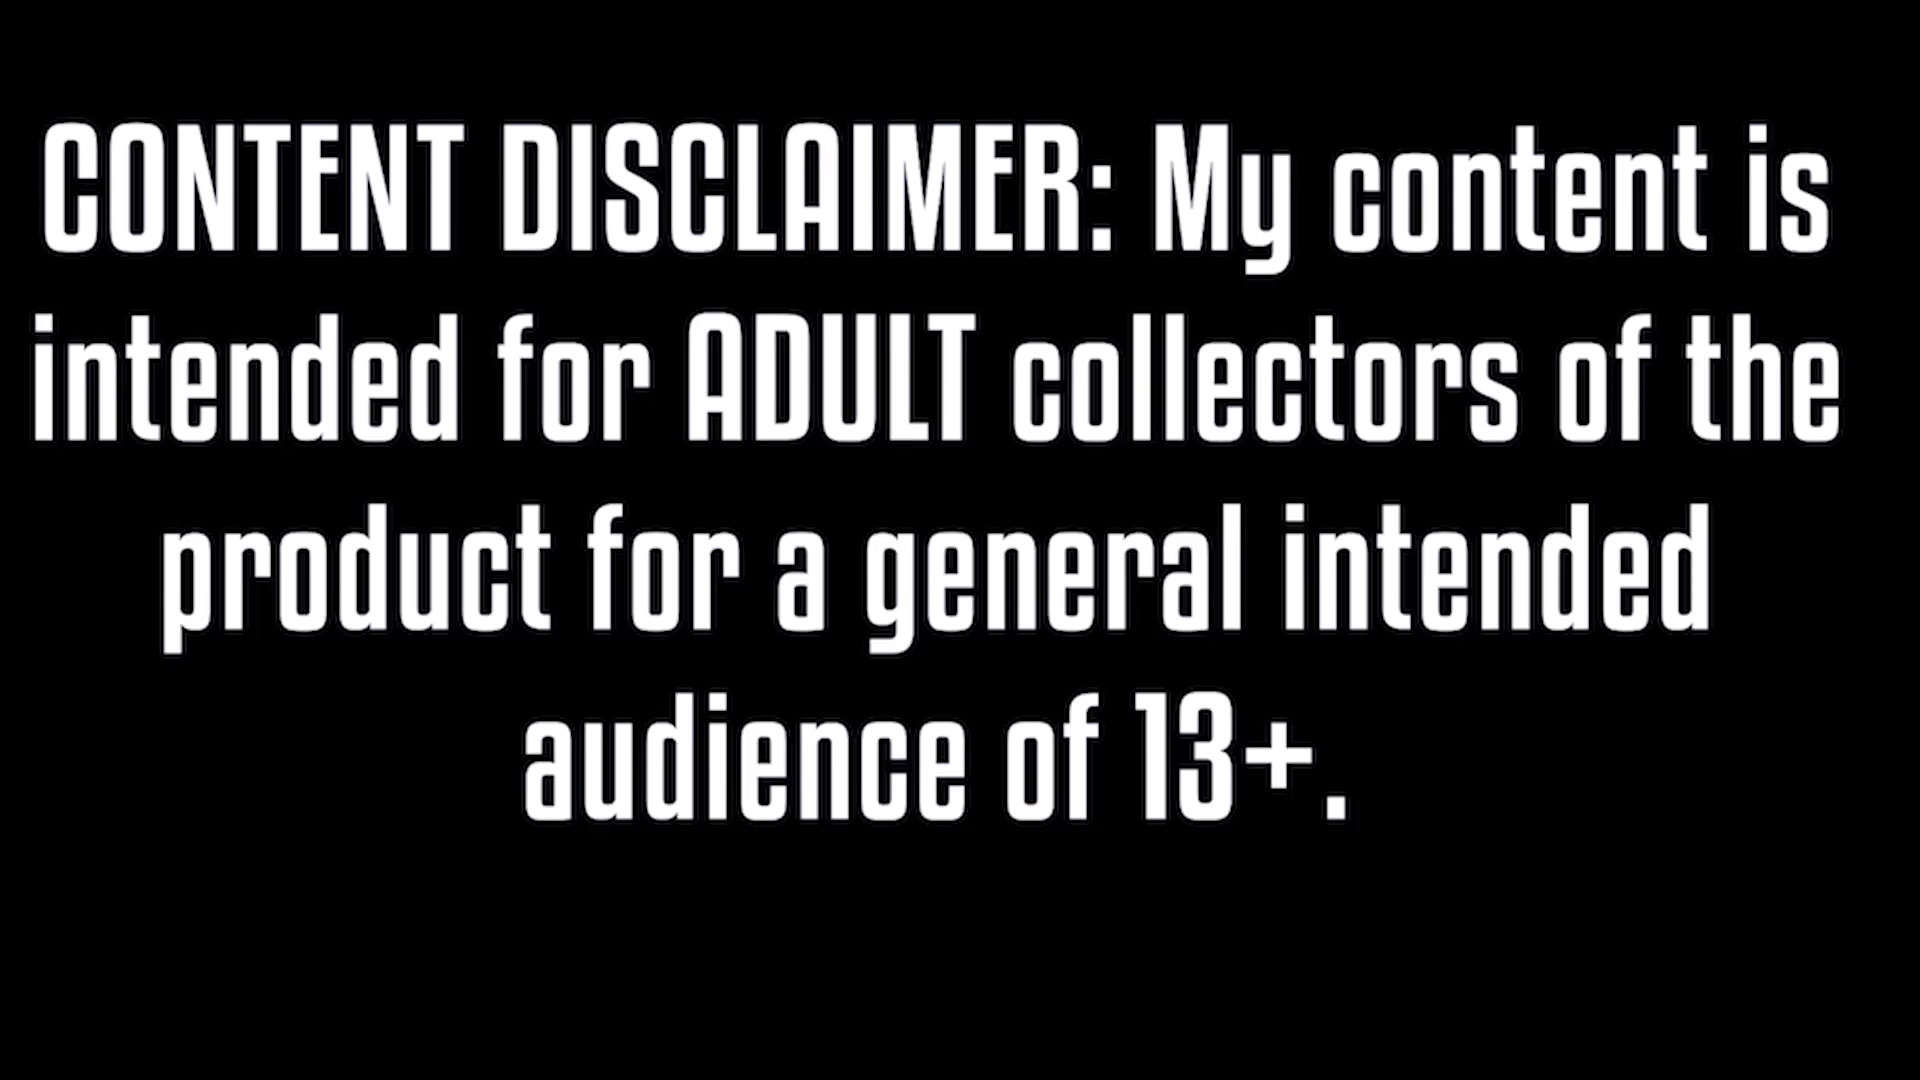 CONTENT DISCLAIMER: My content is
intended for ADULT collectors of the
product for a general intended
audience of 13+.